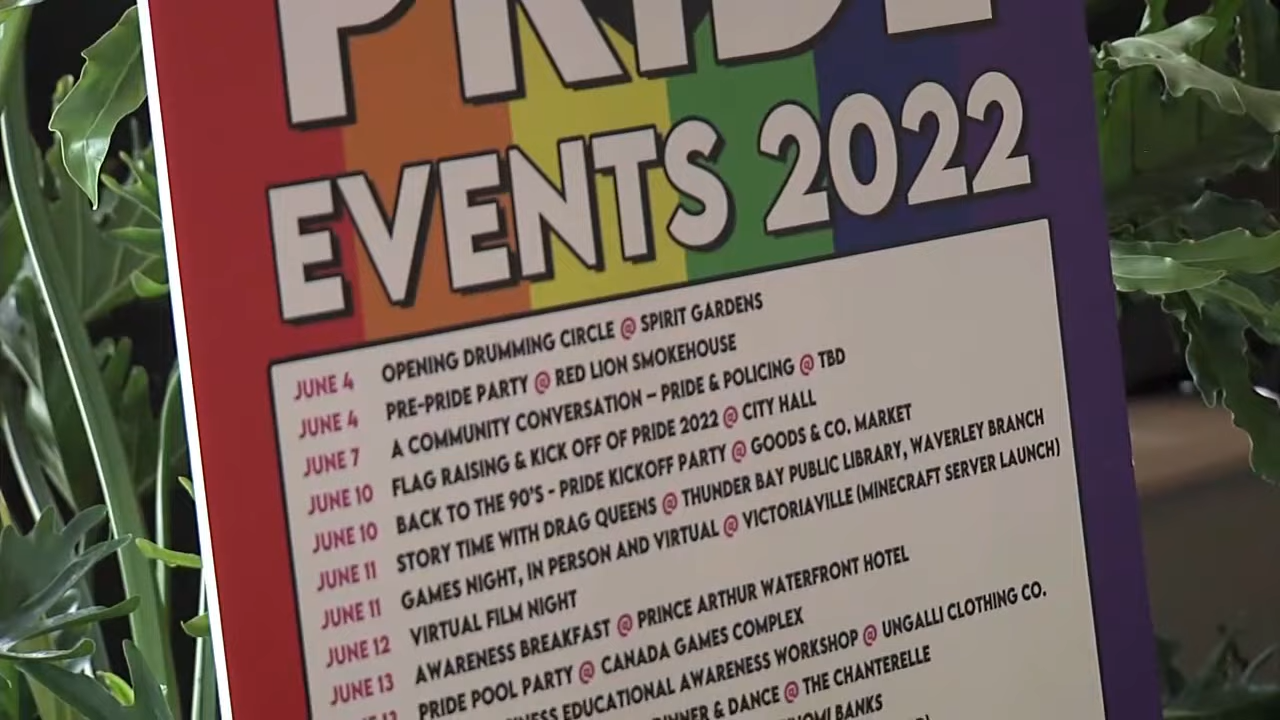 PRIDE
EVENTS 2022
JUNE 4 OPENING DRUMMING CIRCLE @ SPIRIT GARDENS
JUNE 4 PRE-PRIDE PARTY @ RED LION SMOKEHOUSE
JUNE 7 A COMMUNITY CONVERSATION – PRIDE & POLICING @ TBD
JUNE 10 FLAG RAISING & KICK OFF OF PRIDE 2022 @ CITY HALL
JUNE 10 BACK TO THE 90'S - PRIDE KICKOFF PARTY @ GOODS & CO. MARKET
JUNE 11 STORY TIME WITH DRAG QUEENS @ THUNDER BAY PUBLIC LIBRARY, WAVERLEY BRANCH
JUNE 11 GAMES NIGHT, IN PERSON AND VIRTUAL @ VICTORIAVILLE (MINECRAFT SERVER LAUNCH)
JUNE 12 VIRTUAL FILM NIGHT
JUNE 13 AWARENESS BREAKFAST @ PRINCE ARTHUR WATERFRONT HOTEL
PRIDE POOL PARTY @ CANADA GAMES COMPLEX
EDUCATIONAL AWARENESS WORKSHOP @ UNGALLI CLOTHING CO.
& DANCE @ THE CHANTERELLE
BANKS